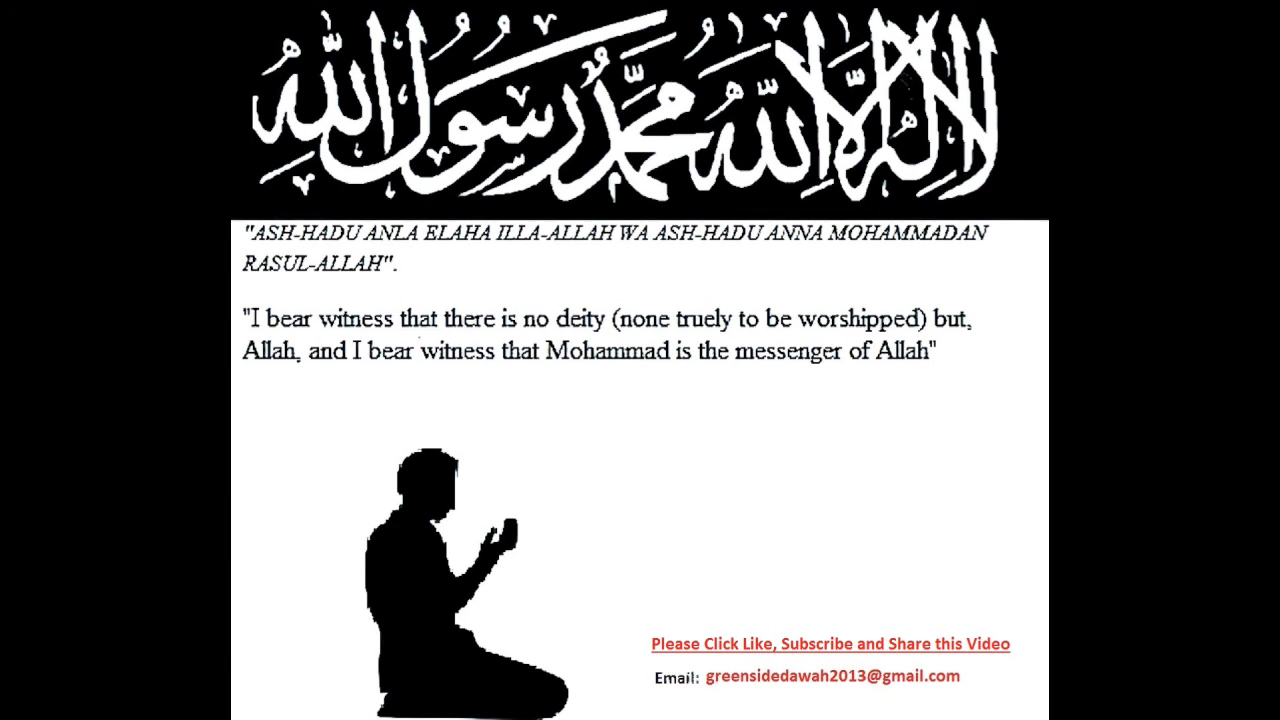 لا إله إلا الله محمد رسول الله
"ASH-HADU ANLA ELAHA ILLA-ALLAH WA ASH-HADU ANNA MOHAMMADAN
RASUL-ALLAH".
"I bear witness that there is no deity (none truely to be worshipped) but,
Allah, and I bear witness that Mohammad is the messenger of Allah"
Please Click Like, Subscribe and Share this Video
Email: greensidedawah2013@gmail.com